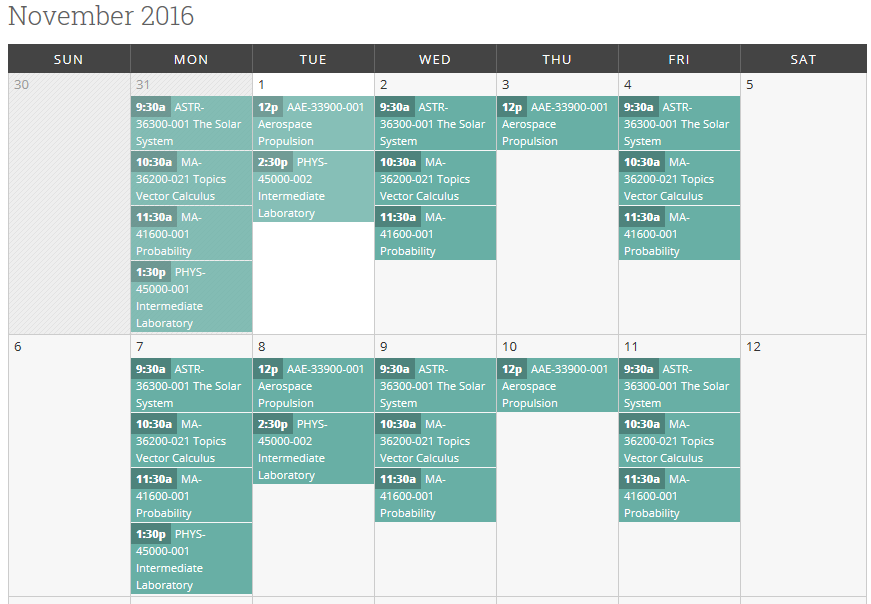 November 2016
SUN MON TUE WED THU FRI SAT
30
31
9:30a ASTR-
36300-001 The Solar
System
10:30a MA-
36200-021 Topics
Vector Calculus
11:30a MA-
41600-001
Probability
1:30p PHYS-
45000-001
Intermediate
Laboratory
1
12p AAE-33900-001
Aerospace
Propulsion
2:30p PHYS-
45000-002
Intermediate
Laboratory
2
9:30a ASTR-
36300-001 The Solar
System
10:30a MA-
36200-021 Topics
Vector Calculus
11:30a MA-
41600-001
Probability
3
12p AAE-33900-001
Aerospace
Propulsion
4
9:30a ASTR-
36300-001 The Solar
System
10:30a MA-
36200-021 Topics
Vector Calculus
11:30a MA-
41600-001
Probability
5
6
7
9:30a ASTR-
36300-001 The Solar
System
10:30a MA-
36200-021 Topics
Vector Calculus
11:30a MA-
41600-001
Probability
1:30p PHYS-
45000-001
Intermediate
Laboratory
8
12p AAE-33900-001
Aerospace
Propulsion
2:30p PHYS-
45000-002
Intermediate
Laboratory
9
9:30a ASTR-
36300-001 The Solar
System
10:30a MA-
36200-021 Topics
Vector Calculus
11:30a MA-
41600-001
Probability
10
12p AAE-33900-001
Aerospace
Propulsion
11
9:30a ASTR-
36300-001 The Solar
System
10:30a MA-
36200-021 Topics
Vector Calculus
11:30a MA-
41600-001
Probability
12